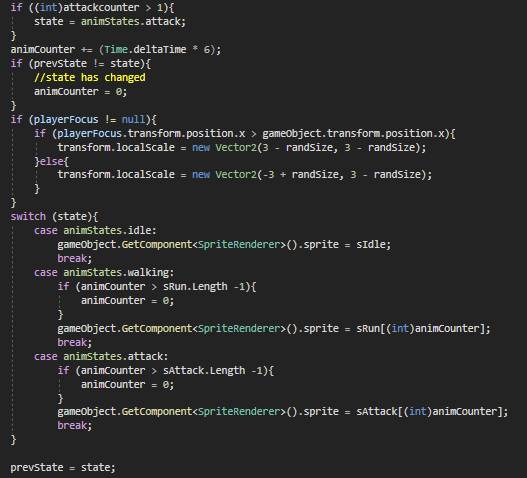 if ((int)attackcounter > 1){
    state = animStates.attack;
}
animCounter += (Time.deltaTime * 6);
if (prevState != state){
    //state has changed
    animCounter = 0;
}
if (playerFocus != null){
    if (playerFocus.transform.position.x > gameObject.transform.position.x){
        transform.localScale = new Vector2(3 - randSize, 3 - randSize);
    }else{
        transform.localScale = new Vector2(-3 + randSize, 3 - randSize);
    }
}
switch (state){
    case animStates.idle:
        gameObject.GetComponent<SpriteRenderer>().sprite = sIdle;
        break;
    case animStates.walking:
        if (animCounter > sRun.Length -1){
            animCounter = 0;
        }
        gameObject.GetComponent<SpriteRenderer>().sprite = sRun[(int)animCounter];
        break;
    case animStates.attack:
        if (animCounter > sAttack.Length -1){
            animCounter = 0;
        }
        gameObject.GetComponent<SpriteRenderer>().sprite = sAttack[(int)animCounter];
        break;
}
prevState = state;